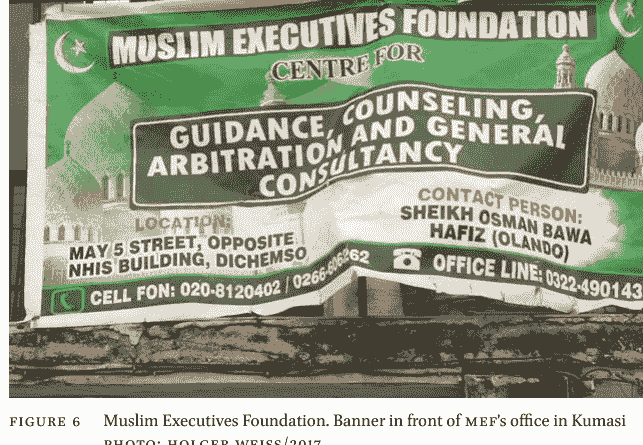 MUSLIM EXECUTIVES FOUNDATION
CENTRE FOR
GUIDANCE, COUNSELING,
ARBITRATION AND GENERAL
CONSULTANCY
LOCATION:
MAY 5 STREET, OPPOSITE
NHIS BUILDING, DICHEMSO
CONTACT PERSON:
SHEIKH OSMAN BAWA
HAFIZ (OLANDO)
CELL FON: 020-8120402 / 0266-806262
OFFICE LINE: 0322-490143
FIGURE 6 Muslim Executives Foundation. Banner in front of MEF's office in Kumasi
PHOTO: HOLGER WEISS/2017